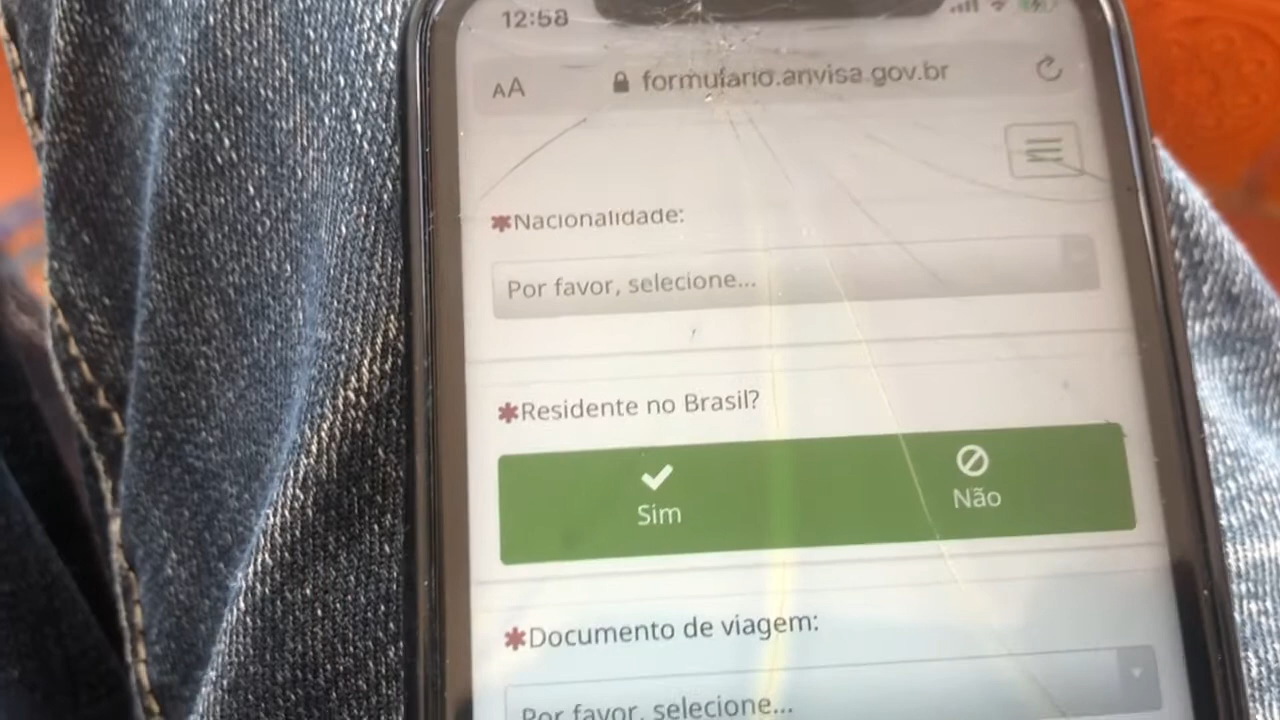 12:58
AA formulario.anvisa.gov.br
*Nacionalidade:
Por favor, selecione...
*Residente no Brasil?
Sim
Não
*Documento de viagem:
Por favor, selecione...